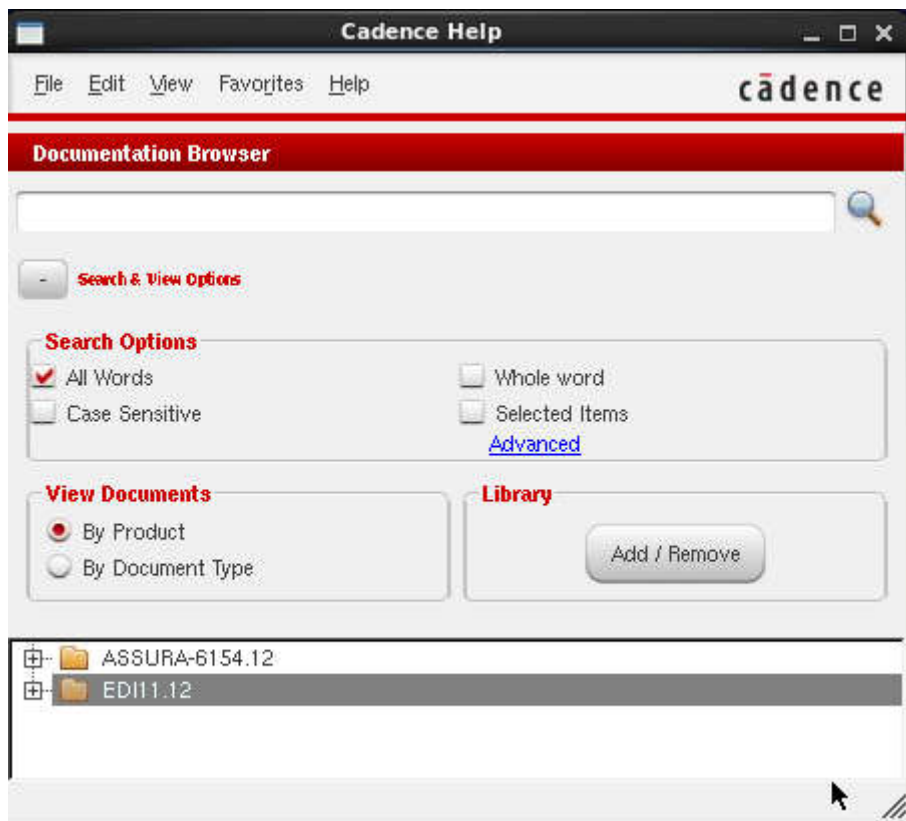 Cadence Help
File Edit View Favorites Help
cādence
Documentation Browser
- Search & View Options
Search Options
All Words
Whole word
Case Sensitive
Selected Items
Advanced
View Documents
Library
By Product
By Document Type
Add / Remove
ASSURA-6154.12
EDI11.12